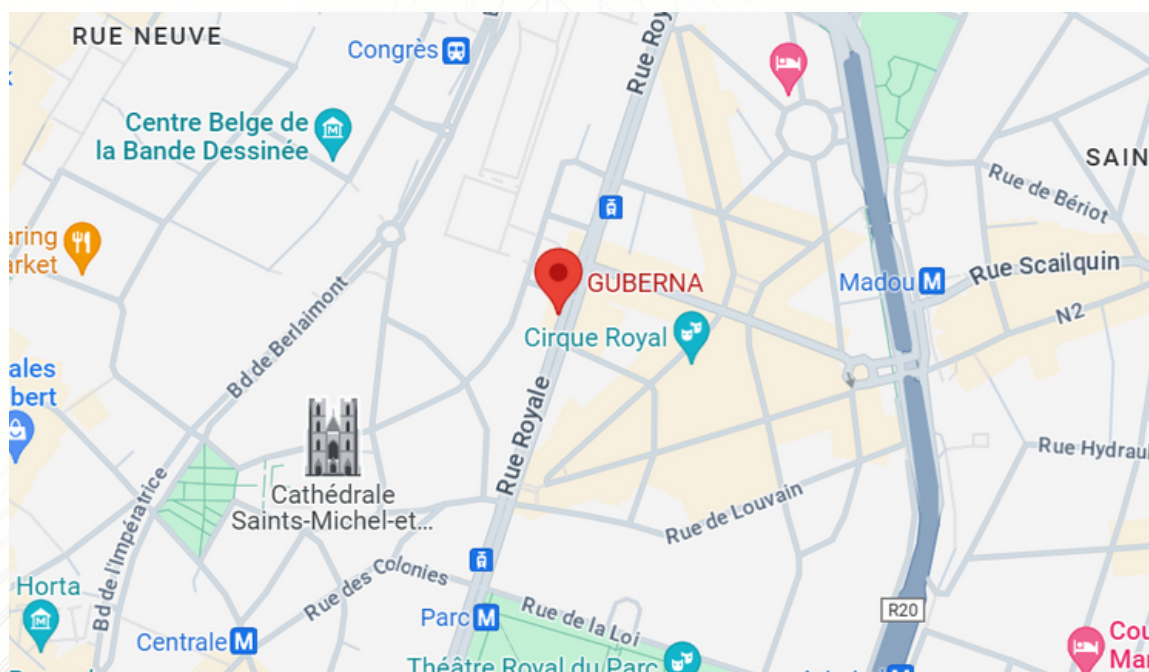 RUE NEUVE
Congrès
Rue Roy
Centre Belge de
la Bande Dessinée
SAIN
Rue de Bériot
aring
arket
Rue Scailquin
Madou M
GUBERNA
N2
Cirque Royal
Bd de Berlaimont
ales
bert
Rue Royale
Rue Hydraul
Cathédrale
Saints-Michel-et...
Rue de Louvain
Bd de l'Impératrice
Rue des Colonies
Horta
R20
Rue de la Loi
Parc M
Centrale M
Cou
Mar
Théâtre Royal du Parc